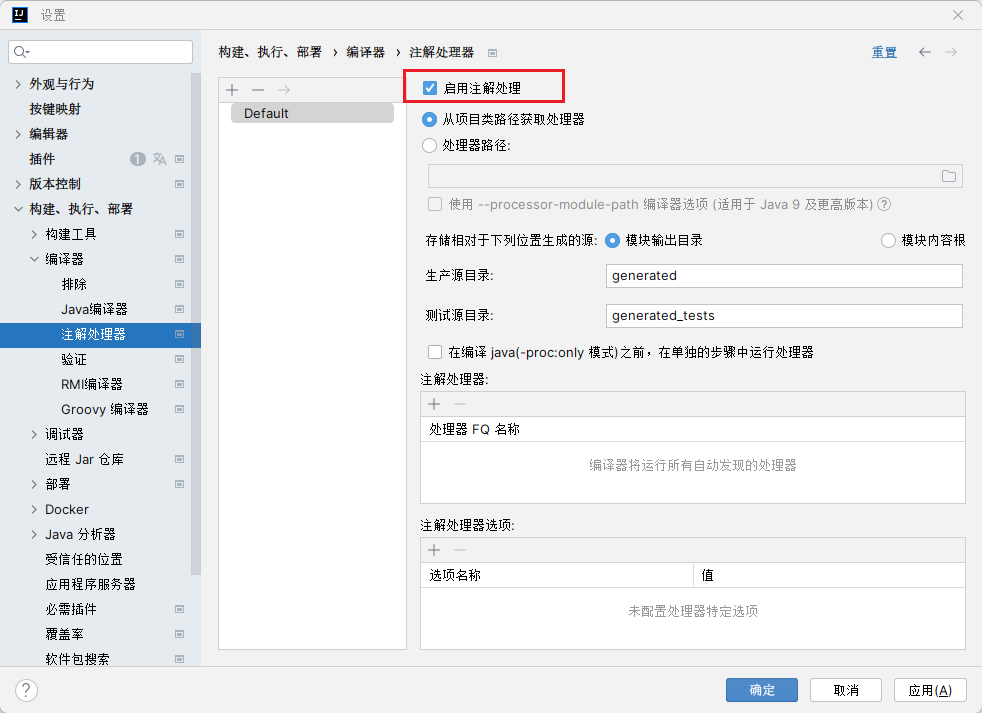 设置
构建、执行、部署 › 编译器 › 注解处理器
重置
外观与行为
按键映射
编辑器
插件 1
版本控制
构建、执行、部署
构建工具
编译器
排除
Java编译器
注解处理器
验证
RMI编译器
Groovy 编译器
调试器
远程 Jar 仓库
部署
Docker
Java 分析器
受信任的位置
应用程序服务器
必需插件
覆盖率
软件包搜索
Default
启用注解处理
从项目类路径获取处理器
处理器路径:
使用 --processor-module-path 编译器选项 (适用于 Java 9 及更高版本) ?
存储相对于下列位置生成的源: 模块输出目录 模块内容根
生产源目录: generated
测试源目录: generated_tests
在编译 java(-proc:only 模式)之前，在单独的步骤中运行处理器
注解处理器:
处理器 FQ 名称
编译器将运行所有自动发现的处理器
注解处理器选项:
选项名称 值
未配置处理器特定选项
? 确定 取消 应用(A)